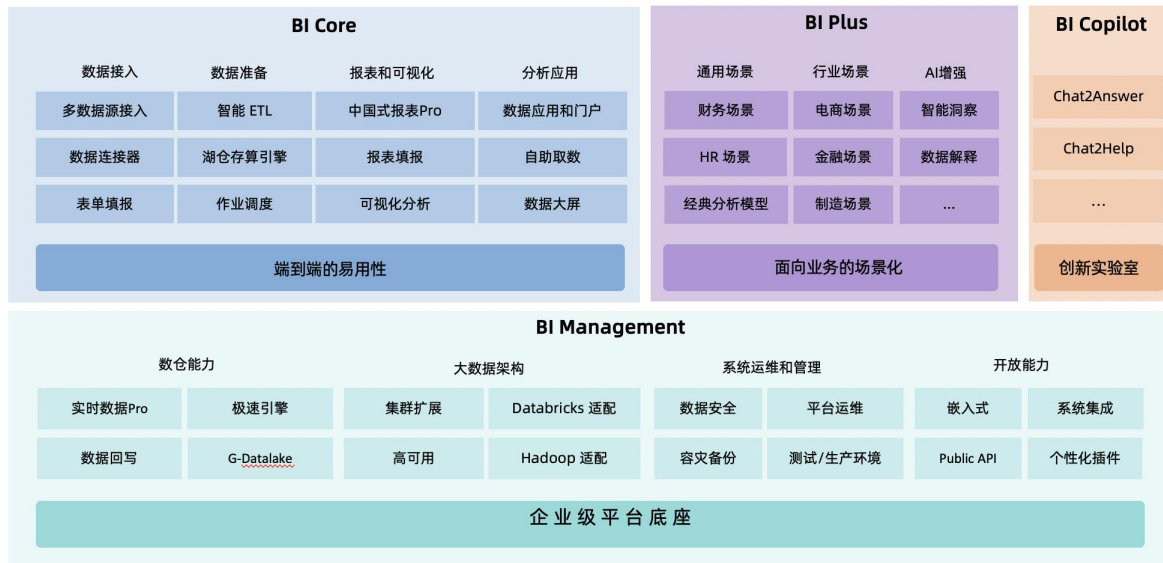 BI Core
数据接入
数据准备
报表和可视化
分析应用
多数据源接入
智能 ETL
中国式报表Pro
数据应用和门户
数据连接器
湖仓存算引擎
报表填报
自助取数
表单填报
作业调度
可视化分析
数据大屏
端到端的易用性
BI Plus
通用场景
行业场景
AI增强
财务场景
电商场景
智能洞察
HR 场景
金融场景
数据解释
经典分析模型
制造场景
...
面向业务的场景化
BI Copilot
Chat2Answer
Chat2Help
...
创新实验室
BI Management
数仓能力
大数据架构
系统运维和管理
开放能力
实时数据Pro
极速引擎
集群扩展
Databricks 适配
数据安全
平台运维
嵌入式
系统集成
数据回写
G-Datalake
高可用
Hadoop 适配
容灾备份
测试/生产环境
Public API
个性化插件
企业级平台底座